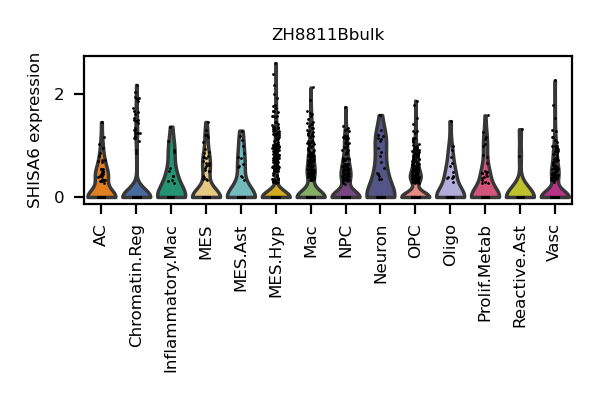 ZH8811Bbulk
SHISA6 expression
2
0
AC
Chromatin.Reg
Inflammatory.Mac
MES
MES.Ast
MES.Hyp
Mac
NPC
Neuron
OPC
Oligo
Prolif.Metab
Reactive.Ast
Vasc